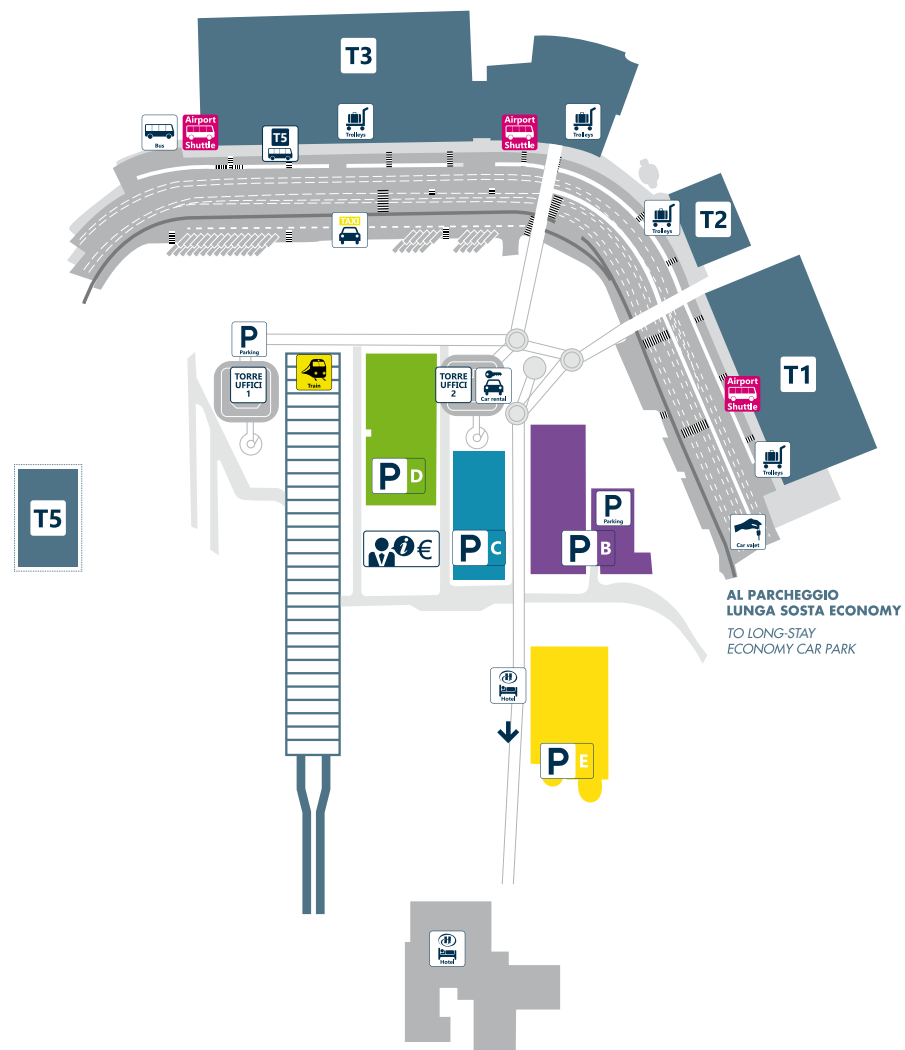 T3
Airport
Shuttle
Bus
T5
Trolleys
Airport
Shuttle
Trolleys
TAXI
Trolleys
T2
T1
Airport
Shuttle
Trolleys
Car valet
P
Parking
TORRE
UFFICI
1
Train
TORRE
UFFICI
2
Car rental
P D
P C
P
Parking
P B
i €
T5
AL PARCHEGGIO
LUNGA SOSTA ECONOMY
TO LONG-STAY
ECONOMY CAR PARK
H
Hotel
P E
H
Hotel